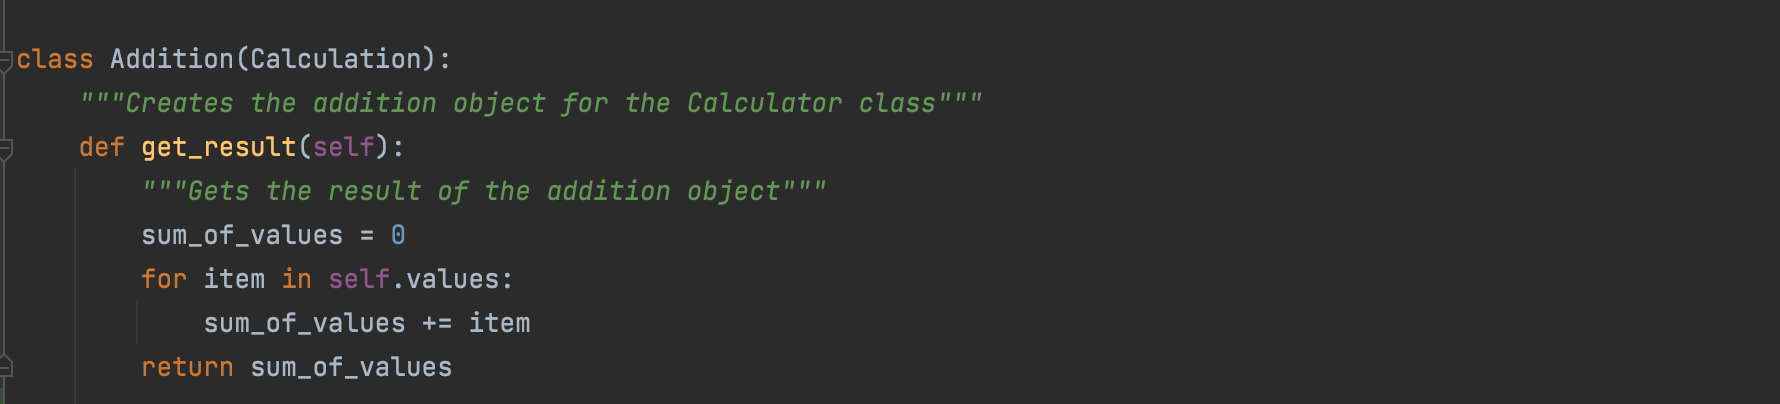 class Addition(Calculation):
    """Creates the addition object for the Calculator class"""
    def get_result(self):
        """Gets the result of the addition object"""
        sum_of_values = 0
        for item in self.values:
            sum_of_values += item
        return sum_of_values